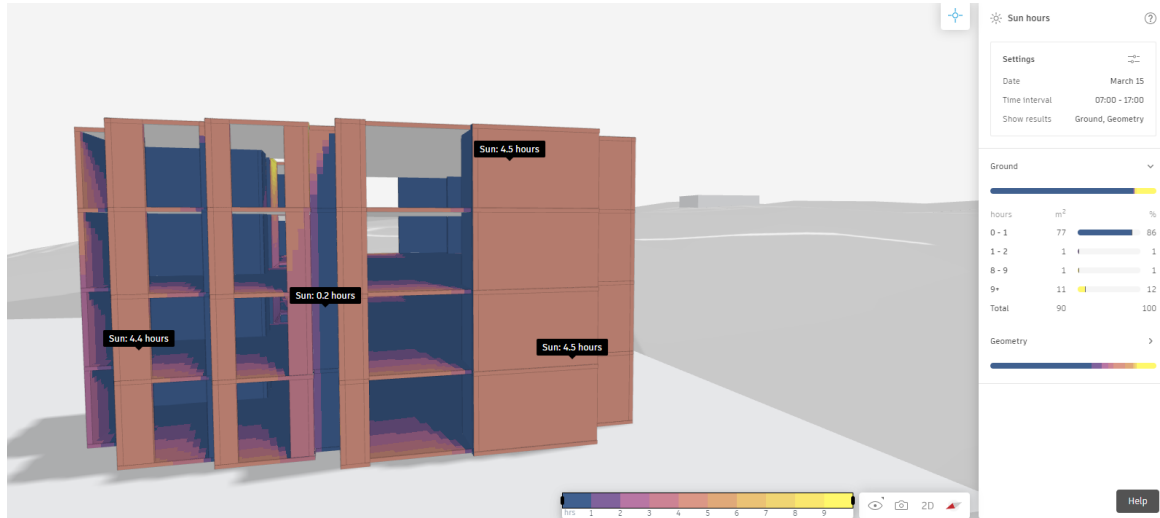 Sun: 4.5 hours
Sun: 0.2 hours
Sun: 4.4 hours
Sun: 4.5 hours
hrs 1 2 3 4 5 6 7 8 9
2D
Sun hours ?
Settings
Date March 15
Time interval 07:00 - 17:00
Show results Ground, Geometry
Ground
hours m² %
0 - 1 77 86
1 - 2 1 1
8 - 9 1 1
9+ 11 12
Total 90 100
Geometry
Help